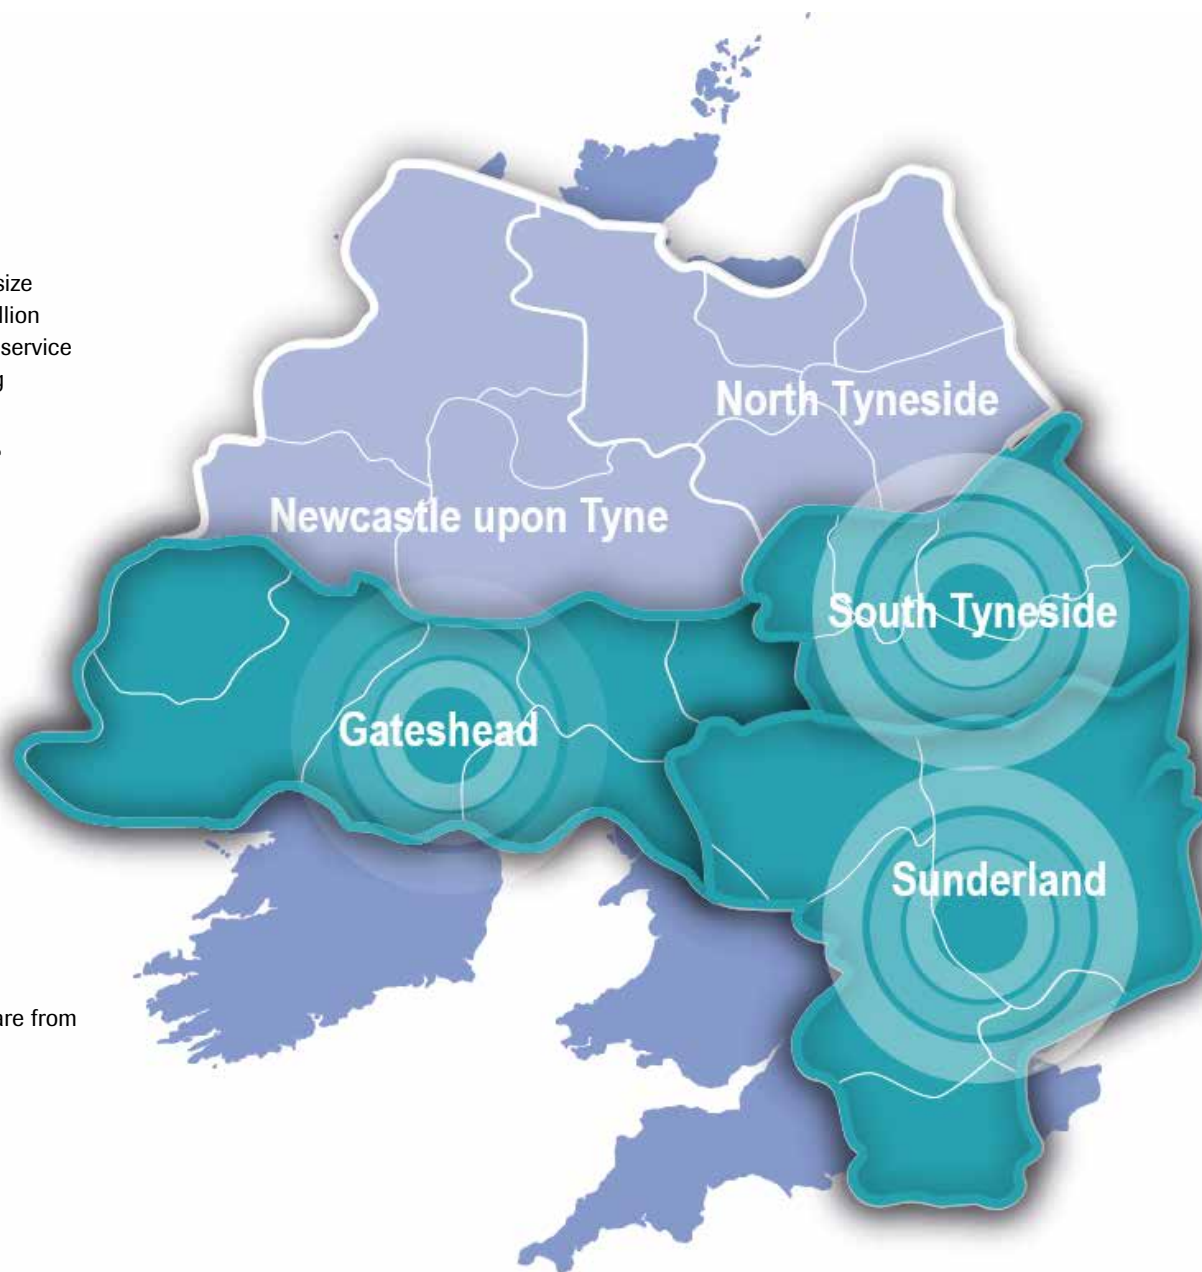 size
llion
service
g
North Tyneside
Newcastle upon Tyne
South Tyneside
Gateshead
Sunderland
are from